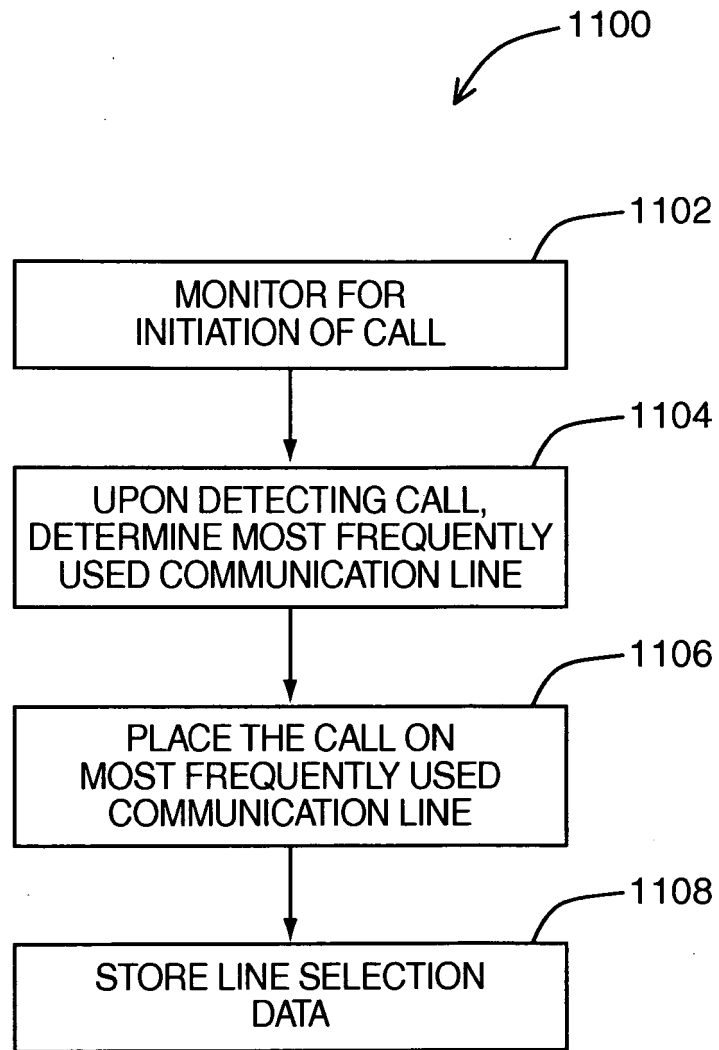 1100
1102
MONITOR FOR
INITIATION OF CALL
1104
UPON DETECTING CALL,
DETERMINE MOST FREQUENTLY
USED COMMUNICATION LINE
1106
PLACE THE CALL ON
MOST FREQUENTLY USED
COMMUNICATION LINE
1108
STORE LINE SELECTION
DATA